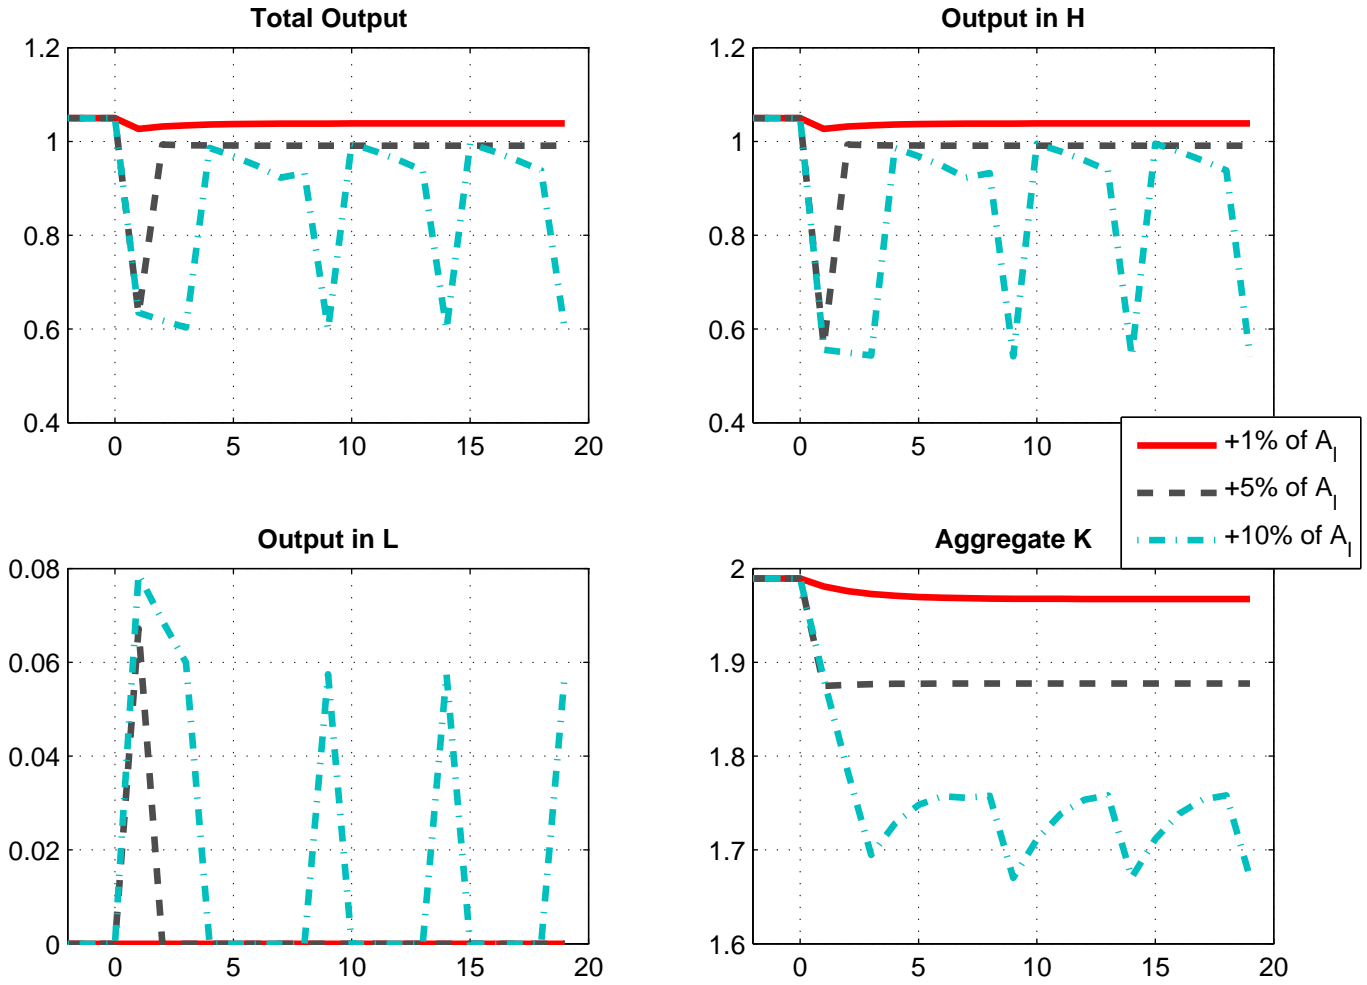 Total Output
1.2
1
0.8
0.6
0.4
0 5 10 15 20
Output in H
1.2
1
0.8
0.6
0.4
0 5 10 15 20
+1% of A_l
+5% of A_l
+10% of A_l
Output in L
0.08
0.06
0.04
0.02
0
0 5 10 15 20
Aggregate K
2
1.9
1.8
1.7
1.6
0 5 10 15 20